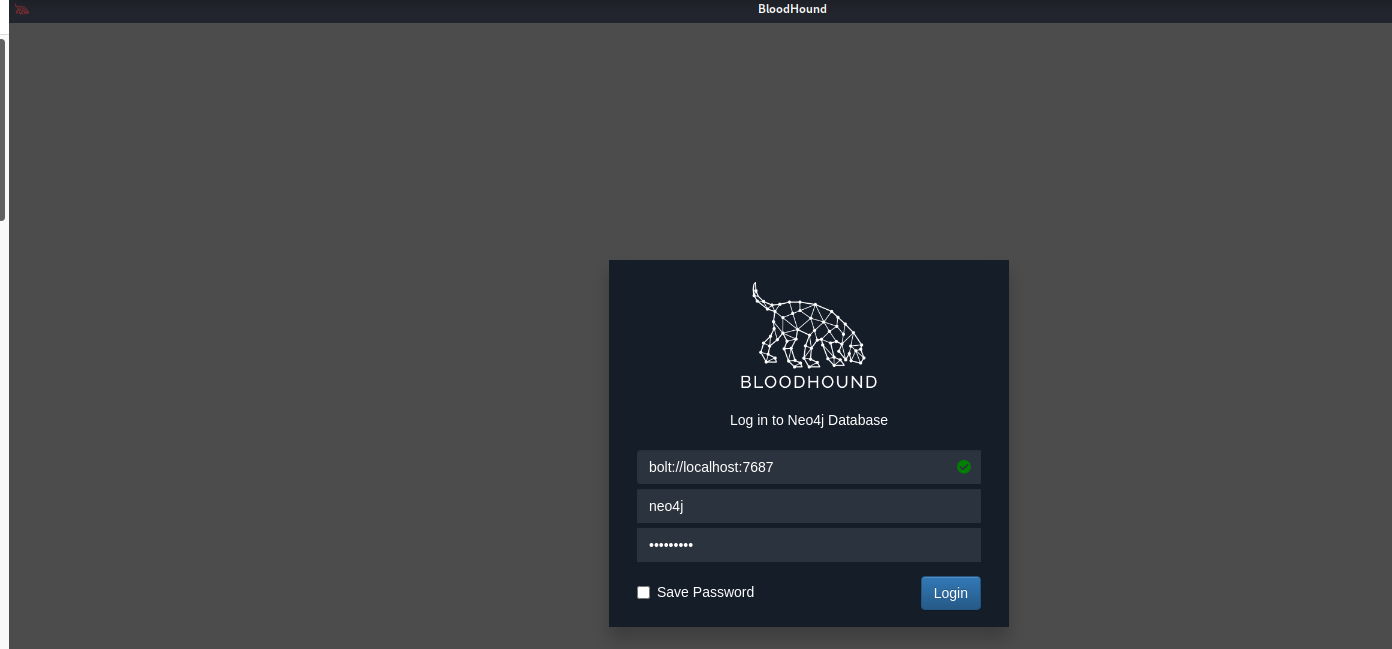 BloodHound
BLOODHOUND
Log in to Neo4j Database
bolt://localhost:7687
neo4j
•••••••••
Save Password
Login